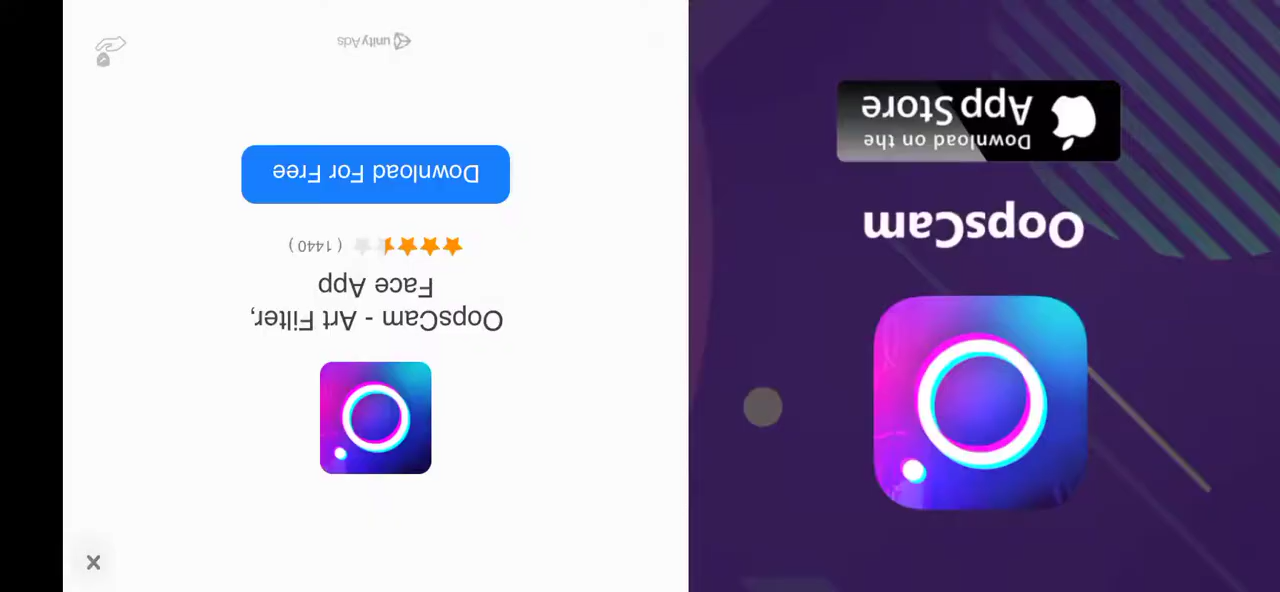 OopsCam
Download on the
App Store
OopsCam - Art Filter,
Face App
( 1440 )
Download For Free
unity Ads